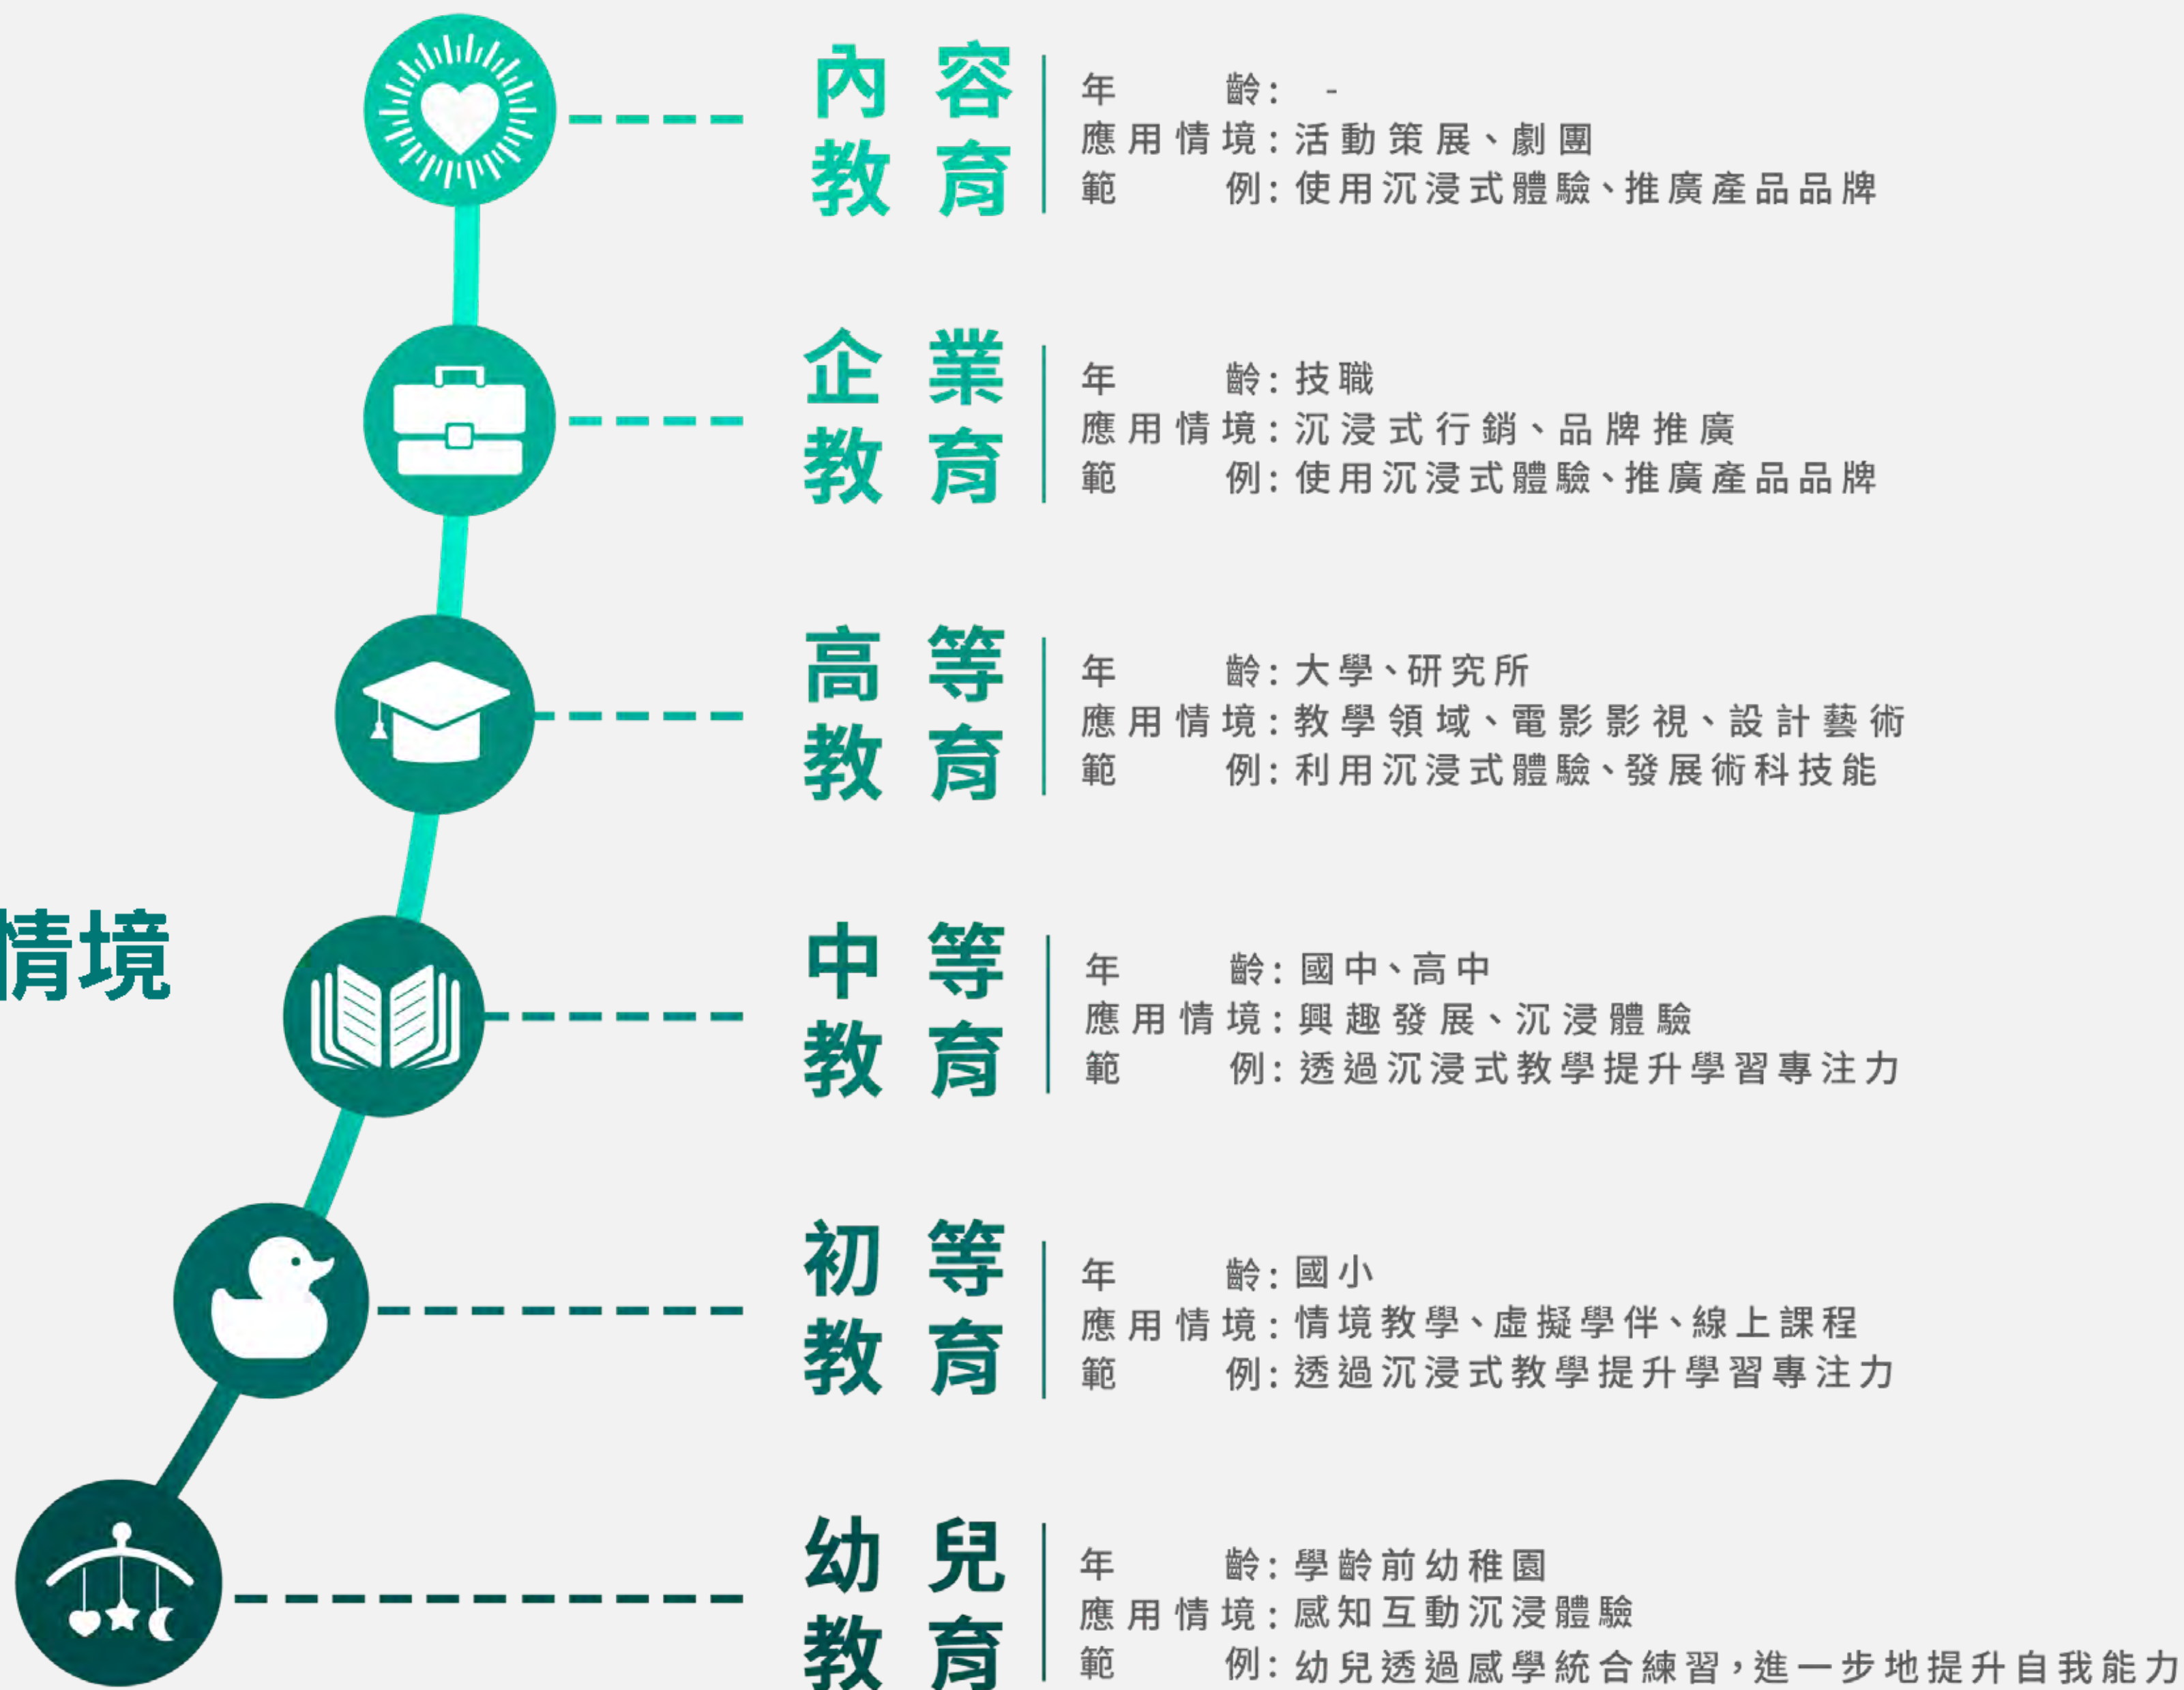 內容
教育
年齡： -
應用情境：活動策展、劇團
範例：使用沉浸式體驗、推廣產品品牌
企業
教育
年齡：技職
應用情境：沉浸式行銷、品牌推廣
範例：使用沉浸式體驗、推廣產品品牌
高等
教育
年齡：大學、研究所
應用情境：教學領域、電影影視、設計藝術
範例：利用沉浸式體驗、發展術科技能
情境
中等
教育
年齡：國中、高中
應用情境：興趣發展、沉浸體驗
範例：透過沉浸式教學提升學習專注力
初等
教育
年齡：國小
應用情境：情境教學、虛擬學伴、線上課程
範例：透過沉浸式教學提升學習專注力
幼兒
教育
年齡：學齡前幼稚園
應用情境：感知互動沉浸體驗
範例：幼兒透過感學統合練習，進一步地提升自我能力